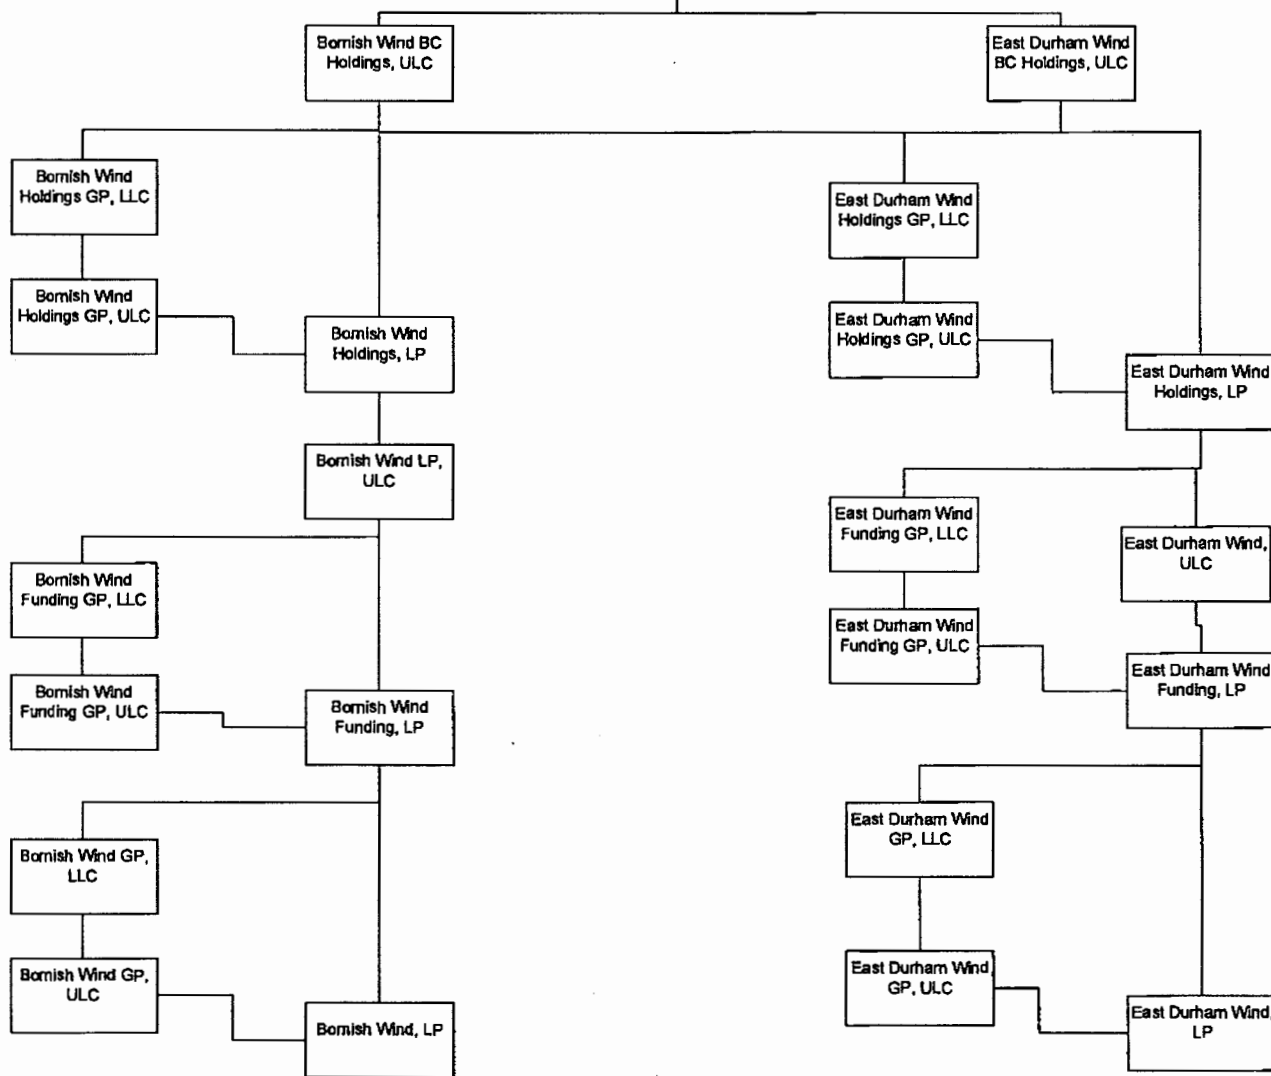 Bornish Wind BC
Holdings, ULC
East Durham Wind
BC Holdings, ULC
Bornish Wind
Holdings GP, LLC
East Durham Wind
Holdings GP, LLC
Bornish Wind
Holdings GP, ULC
East Durham Wind
Holdings GP, ULC
Bornish Wind
Holdings, LP
East Durham Wind
Holdings, LP
Bornish Wind LP,
ULC
East Durham Wind
Funding GP, LLC
East Durham Wind,
ULC
Bornish Wind
Funding GP, LLC
East Durham Wind
Funding GP, ULC
East Durham Wind
Funding, LP
Bornish Wind
Funding GP, ULC
Bornish Wind
Funding, LP
East Durham Wind
GP, LLC
Bornish Wind GP,
LLC
East Durham Wind
GP, ULC
Bornish Wind GP,
ULC
Bornish Wind, LP
East Durham Wind,
LP